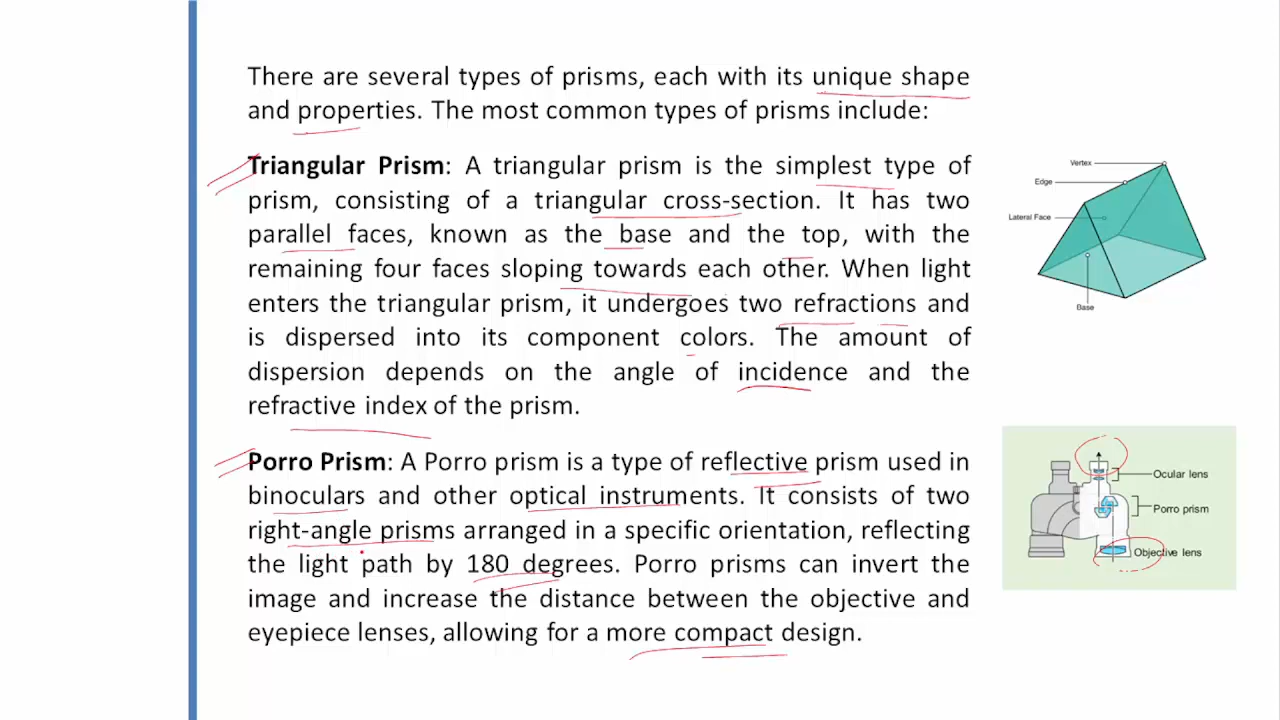 There are several types of prisms, each with its unique shape
and properties. The most common types of prisms include:
Triangular Prism: A triangular prism is the simplest type of
prism, consisting of a triangular cross-section. It has two
parallel faces, known as the base and the top, with the
remaining four faces sloping towards each other. When light
enters the triangular prism, it undergoes two refractions and
is dispersed into its component colors. The amount of
dispersion depends on the angle of incidence and the
refractive index of the prism.
Porro Prism: A Porro prism is a type of reflective prism used in
binoculars and other optical instruments. It consists of two
right-angle prisms arranged in a specific orientation, reflecting
the light path by 180 degrees. Porro prisms can invert the
image and increase the distance between the objective and
eyepiece lenses, allowing for a more compact design.
Vertex
Edge
Lateral Face
Base
Ocular lens
Porro prism
Objective lens